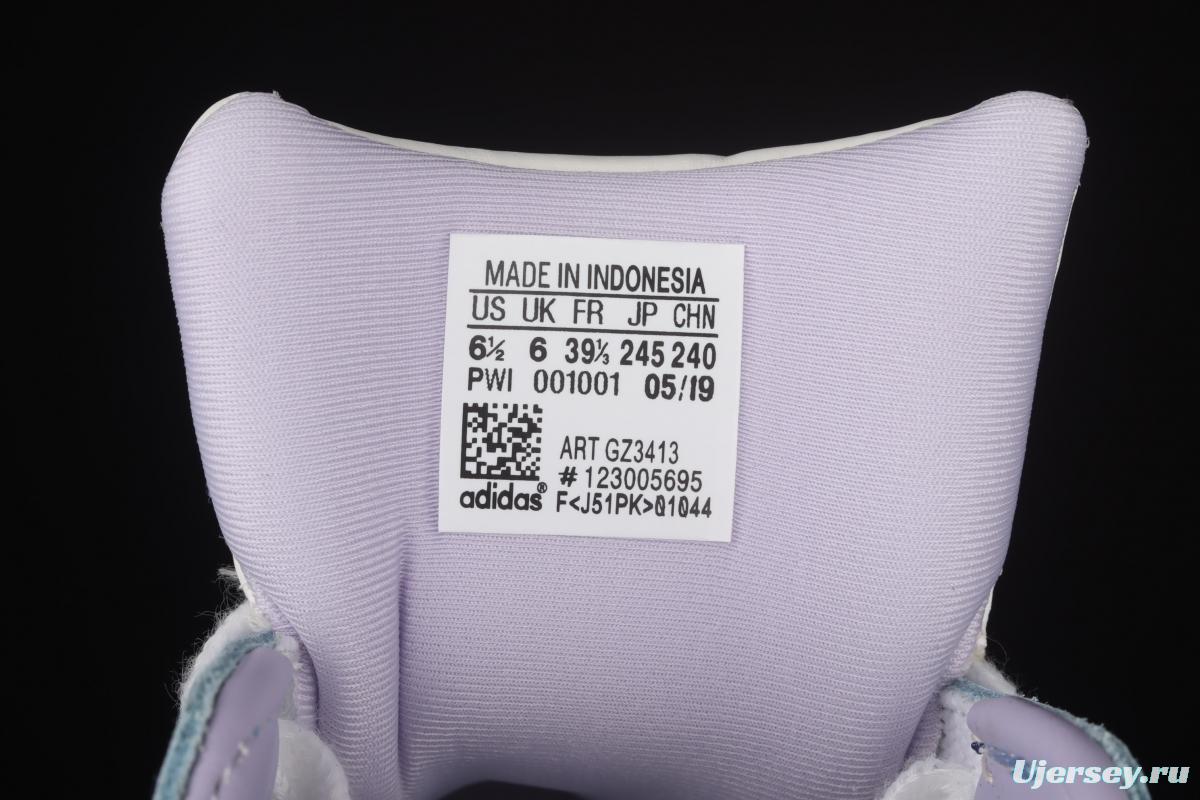 MADE IN INDONESIA
US UK FR JP CHN
6½ 6 39⅓ 245 240
PWI 001001 05/19
ART GZ3413
# 123005695
adidas® F<J51PK>01044
Ujersey.ru